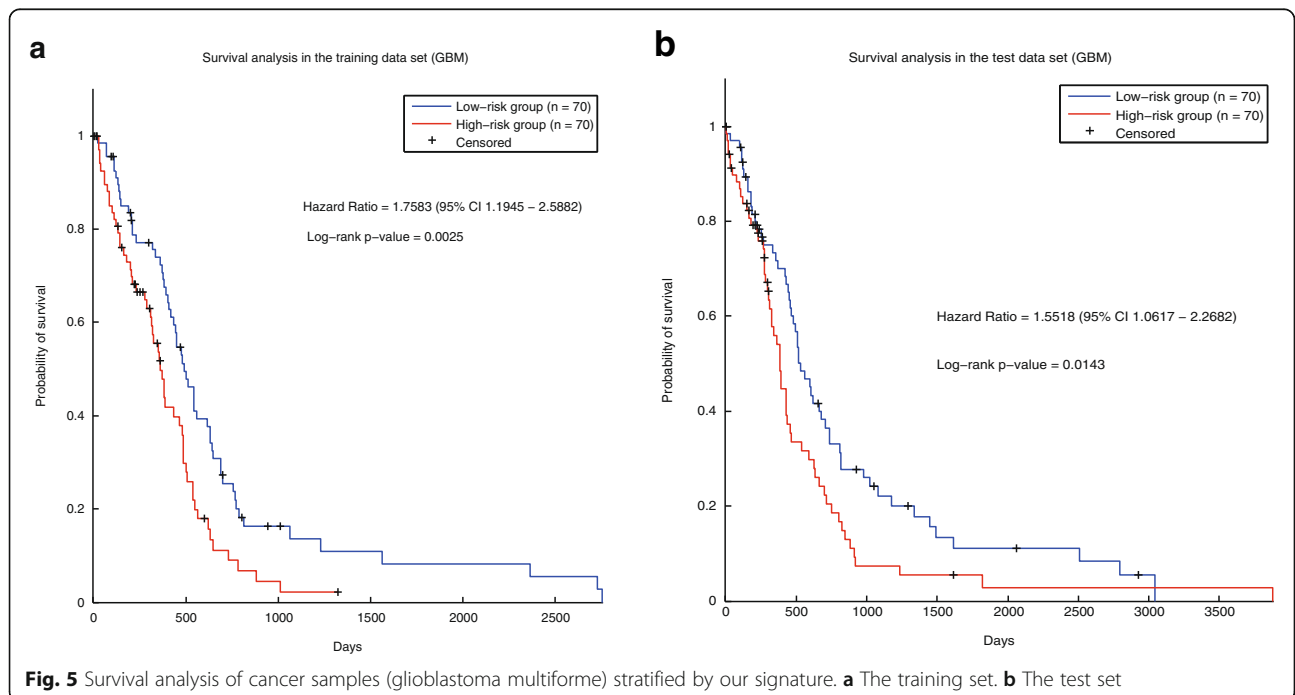 a
Survival analysis in the training data set (GBM)
Low−risk group (n = 70)
High−risk group (n = 70)
Censored
Hazard Ratio = 1.7583 (95% CI 1.1945 − 2.5882)
Log−rank p−value = 0.0025
Probability of survival
1
0.8
0.6
0.4
0.2
0
0 500 1000 1500 2000 2500
Days
b
Survival analysis in the test data set (GBM)
Low−risk group (n = 70)
High−risk group (n = 70)
Censored
Hazard Ratio = 1.5518 (95% CI 1.0617 − 2.2682)
Log−rank p−value = 0.0143
Probability of survival
1
0.8
0.6
0.4
0.2
0
0 500 1000 1500 2000 2500 3000 3500
Days
Fig. 5 Survival analysis of cancer samples (glioblastoma multiforme) stratified by our signature. a The training set. b The test set